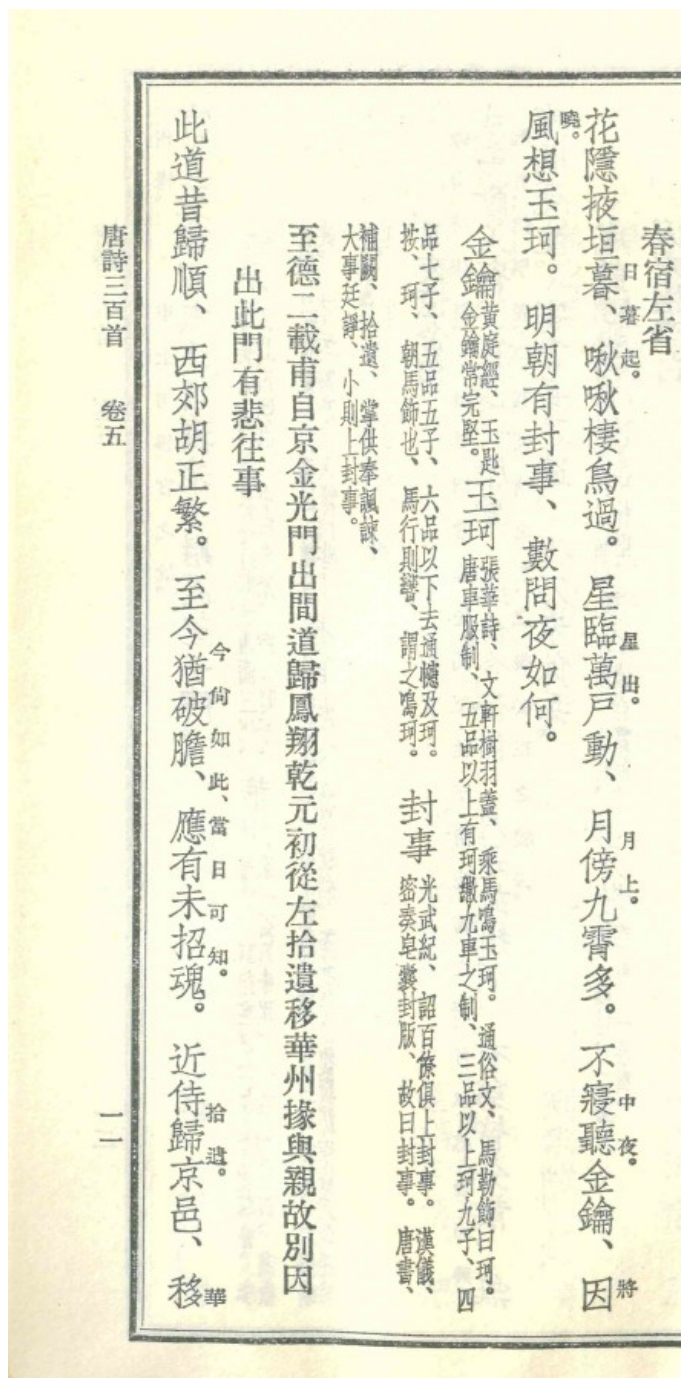 春宿左省
日暮起。
星出。
月上。
中夜。
將
花隱掖垣暮、啾啾棲鳥過。星臨萬戶動、月傍九霄多。不寢聽金鑰、因
曉。
風想玉珂。明朝有封事、數問夜如何。
金鑰黃庭經、玉匙
金鑰常完堅。玉珂張華詩、文軒樹羽蓋、乘馬鳴玉珂。通俗文、馬勒飾曰珂。
唐車服制、五品以上有珂繖九車之制、三品以上珂九子、四
品七子、五品五子、六品以下去通幰及珂。
按、珂、朝馬飾也、馬行則響、謂之鳴珂。
封事光武紀、詔百僚俱上封事。漢儀、
密奏皂囊封版、故曰封事。唐書、
補闕、拾遺、掌供奉諷諫、
大事廷諍、小則上封事。
至德二載甫自京金光門出間道歸鳳翔乾元初從左拾遺移華州掾與親故別因
出此門有悲往事
今尙如此、當日可知。
拾遺。
華
此道昔歸順、西郊胡正繁。至今猶破膽、應有未招魂。近侍歸京邑、移
唐詩三百首 卷五
一一